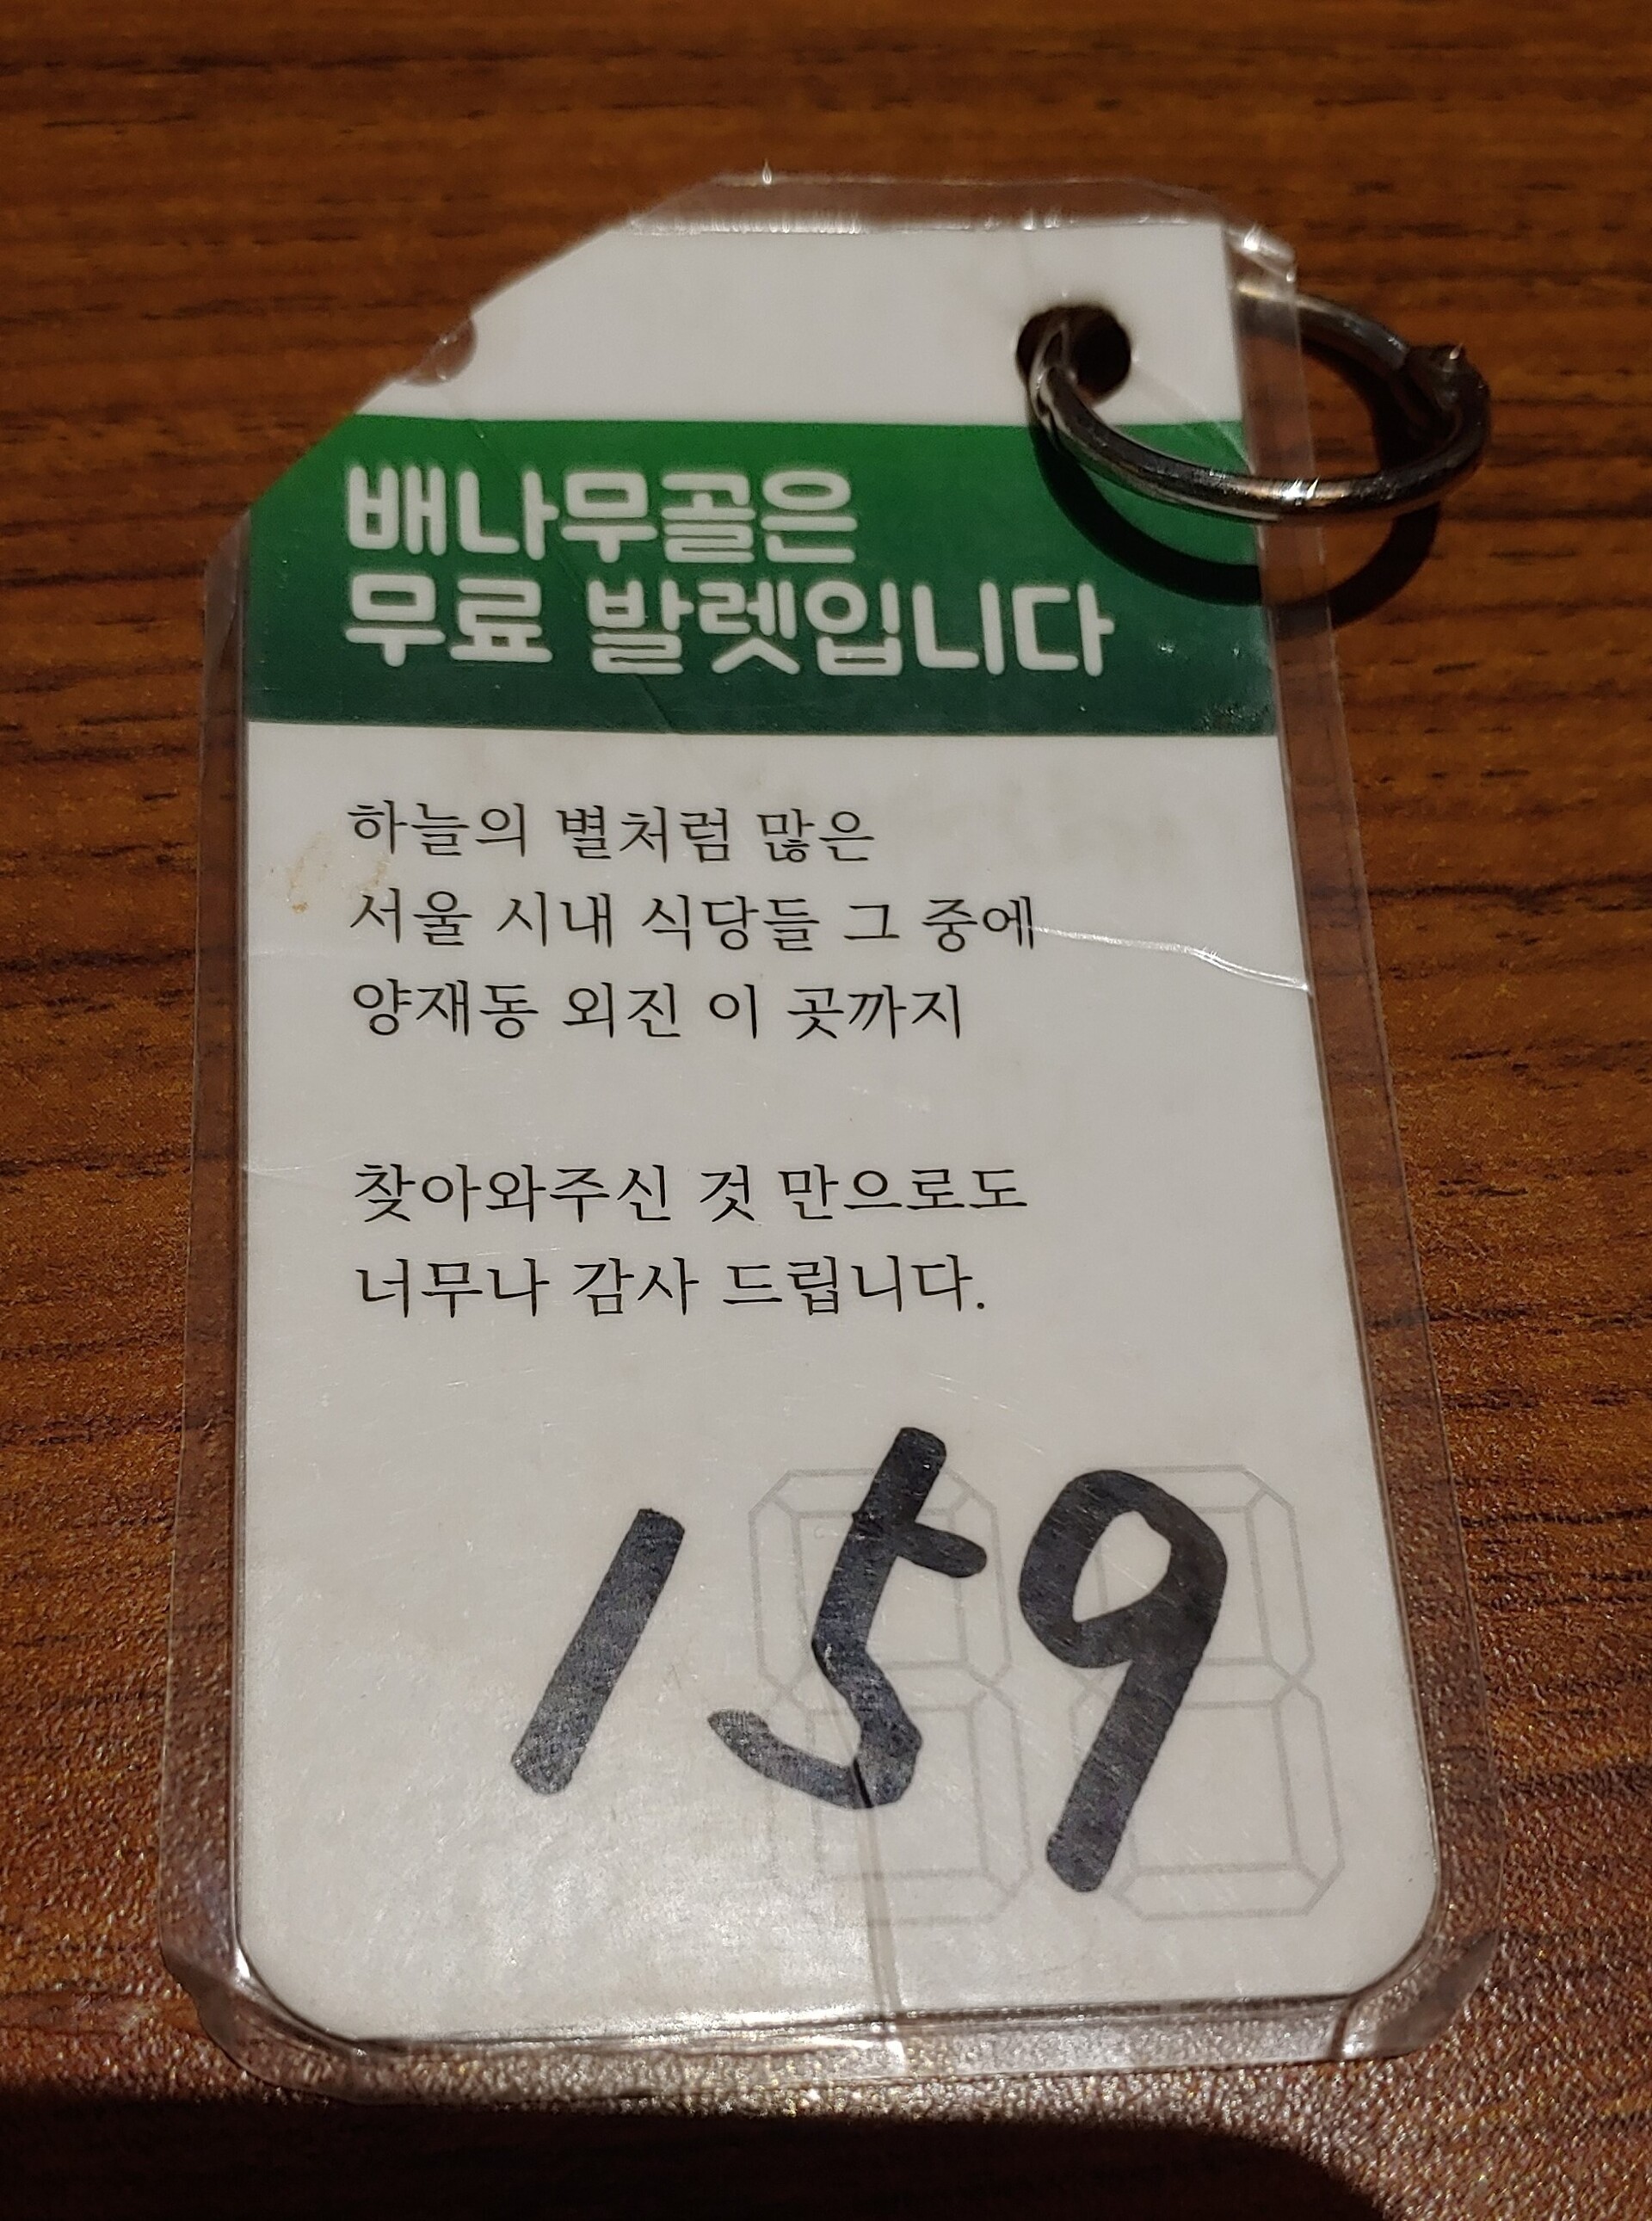 배나무골은
무료 발렛입니다
하늘의 별처럼 많은
서울 시내 식당들 그 중에
양재동 외진 이 곳까지
찾아와주신 것 만으로도
너무나 감사 드립니다.
159